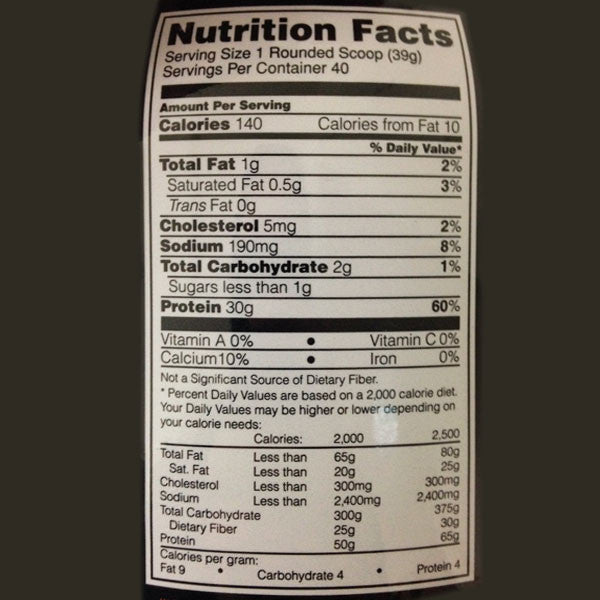 Nutrition Facts
Serving Size 1 Rounded Scoop (39g)
Servings Per Container 40
Amount Per Serving
Calories 140 Calories from Fat 10
% Daily Value*
Total Fat 1g 2%
Saturated Fat 0.5g 3%
Trans Fat 0g
Cholesterol 5mg 2%
Sodium 190mg 8%
Total Carbohydrate 2g 1%
Sugars less than 1g
Protein 30g 60%
Vitamin A 0% • Vitamin C 0%
Calcium 10% • Iron 0%
Not a Significant Source of Dietary Fiber.
* Percent Daily Values are based on a 2,000 calorie diet.
Your Daily Values may be higher or lower depending on
your calorie needs:
Calories: 2,000 2,500
Total Fat Less than 65g 80g
Sat. Fat Less than 20g 25g
Cholesterol Less than 300mg 300mg
Sodium Less than 2,400mg 2,400mg
Total Carbohydrate 300g 375g
Dietary Fiber 25g 30g
Protein 50g 65g
Calories per gram:
Fat 9 • Carbohydrate 4 • Protein 4